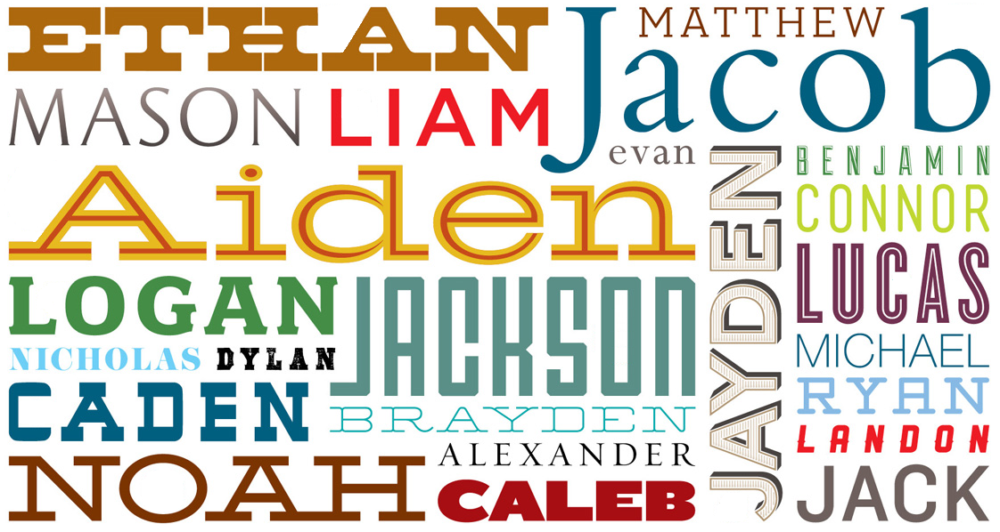 ETHAN
MATTHEW
Jacob
MASON
LIAM
evan
Aiden
JAYDEN
BENJAMIN
CONNOR
LUCAS
LOGAN
JACKSON
NICHOLAS
DYLAN
MICHAEL
CADEN
RYAN
BRAYDEN
LANDON
NOAH
ALEXANDER
CALEB
JACK